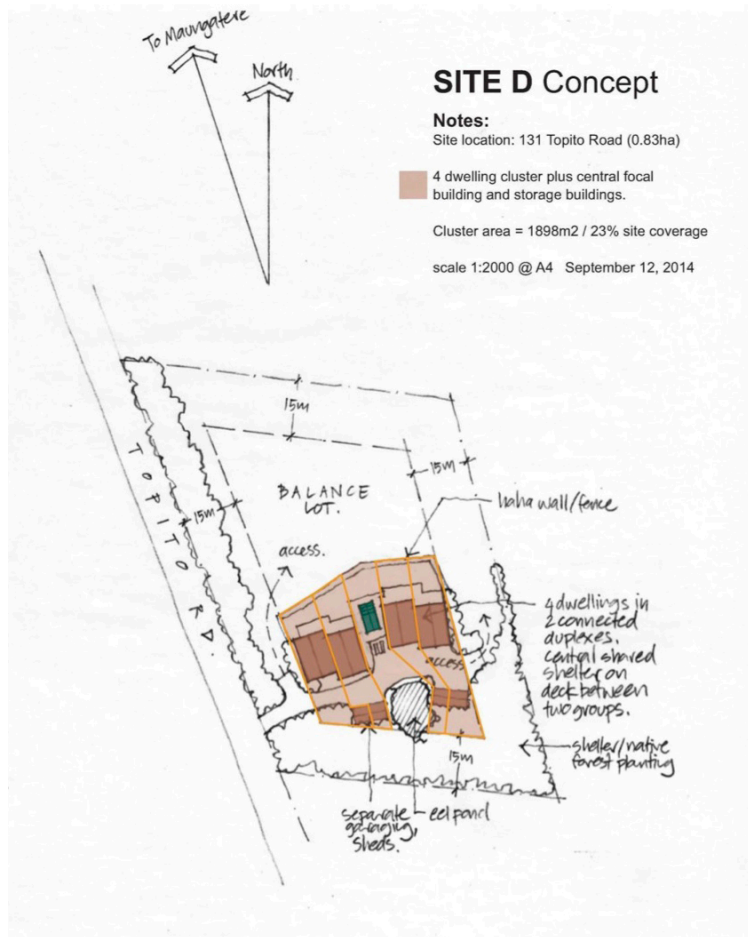 To Maungatere
North
SITE D Concept
Notes:
Site location: 131 Topito Road (0.83ha)
4 dwelling cluster plus central focal
building and storage buildings.
Cluster area = 1898m2 / 23% site coverage
scale 1:2000 @ A4 September 12, 2014
15m
15m
BALANCE
LOT.
haha wall/fence
15m
TOPITO RD.
access.
4 dwellings in
2 connected
duplexes.
central shared
shelter on
deck between
two groups.
access
shelter/native
forest planting
15m
separate
garaging,
sheds.
eel pond